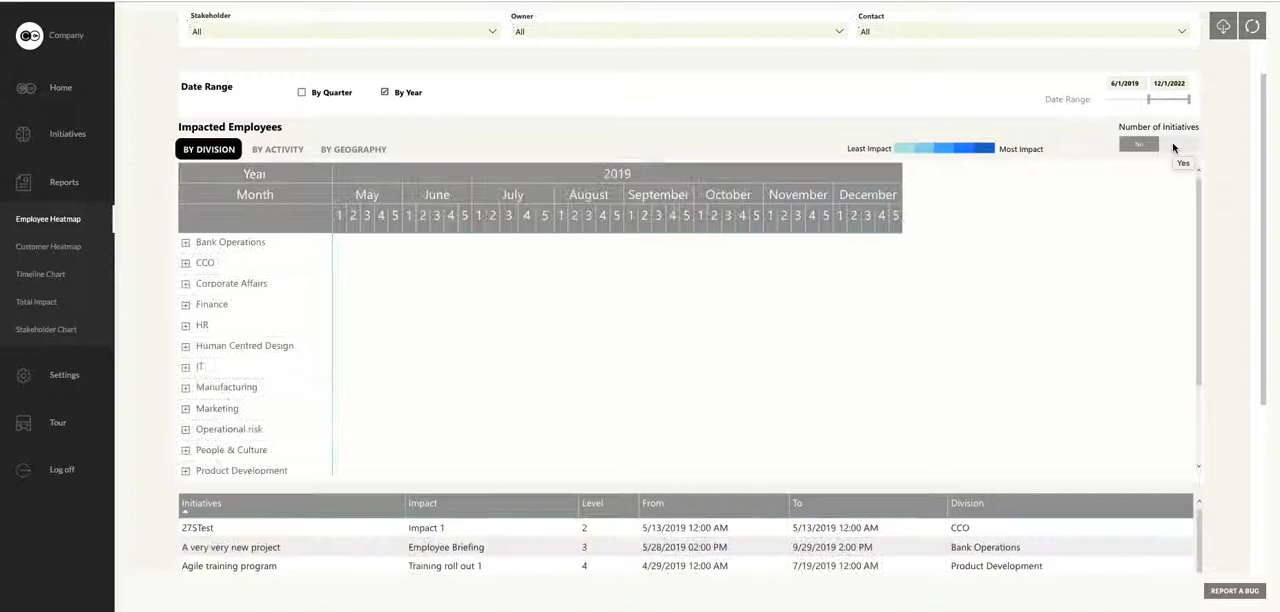 Stakeholder Owner Contact
All All All
CC Company
Home
Initiatives
Reports
Employee Heatmap
Customer Heatmap
Timeline Chart
Total Impact
Stakeholder Chart
Settings
Tour
Log off
Date Range By Quarter By Year
6/1/2019 12/1/2022
Date Range:
Impacted Employees
Number of Initiatives
No
Yes
BY DIVISION BY ACTIVITY BY GEOGRAPHY
Least Impact Most Impact
Year 2019
Month May June July August September October November December
1 2 3 4 5 1 2 3 4 5 1 2 3 4 5 1 2 3 4 5 1 2 3 4 5 1 2 3 4 5 1 2 3 4 5 1 2 3 4 5
Bank Operations
CCO
Corporate Affairs
Finance
HR
Human Centred Design
IT
Manufacturing
Marketing
Operational risk
People & Culture
Product Development
Initiatives Impact Level From To Division
275Test Impact 1 2 5/13/2019 12:00 AM 5/13/2019 12:00 AM CCO
A very very new project Employee Briefing 3 5/28/2019 02:00 PM 9/29/2019 2:00 PM Bank Operations
Agile training program Training roll out 1 4 4/29/2019 12:00 AM 7/19/2019 12:00 AM Product Development
REPORT A BUG